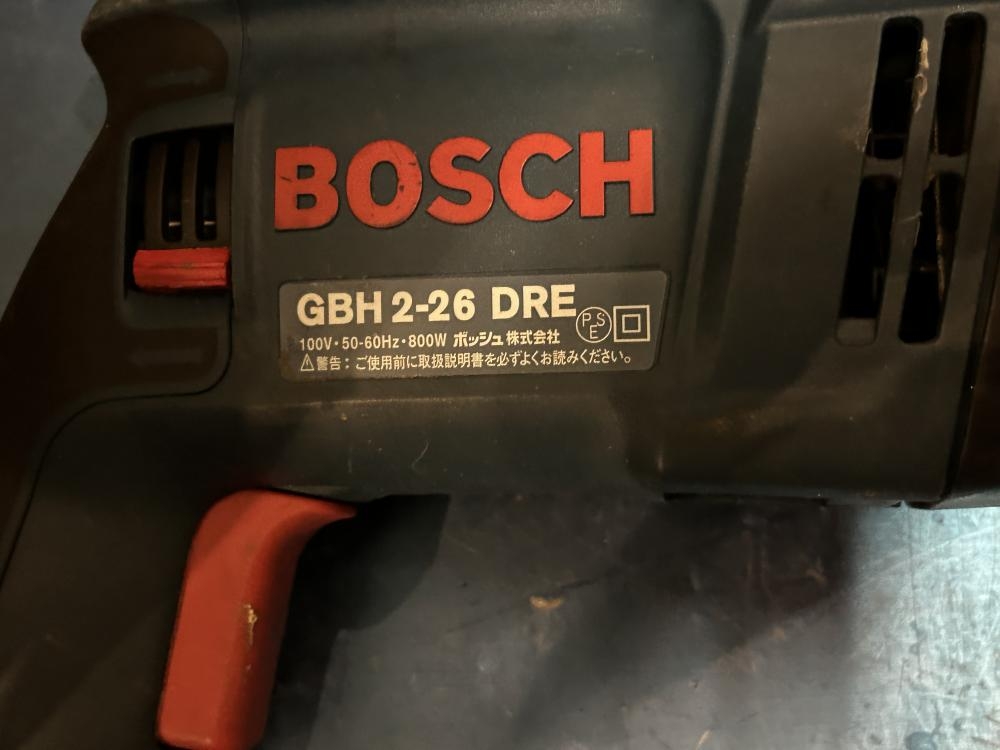 BOSCH
GBH 2-26 DRE
100V・50-60Hz・800W ボッシュ株式会社
PSE
⚠警告：ご使用前に取扱説明書を必ずよくお読みください。